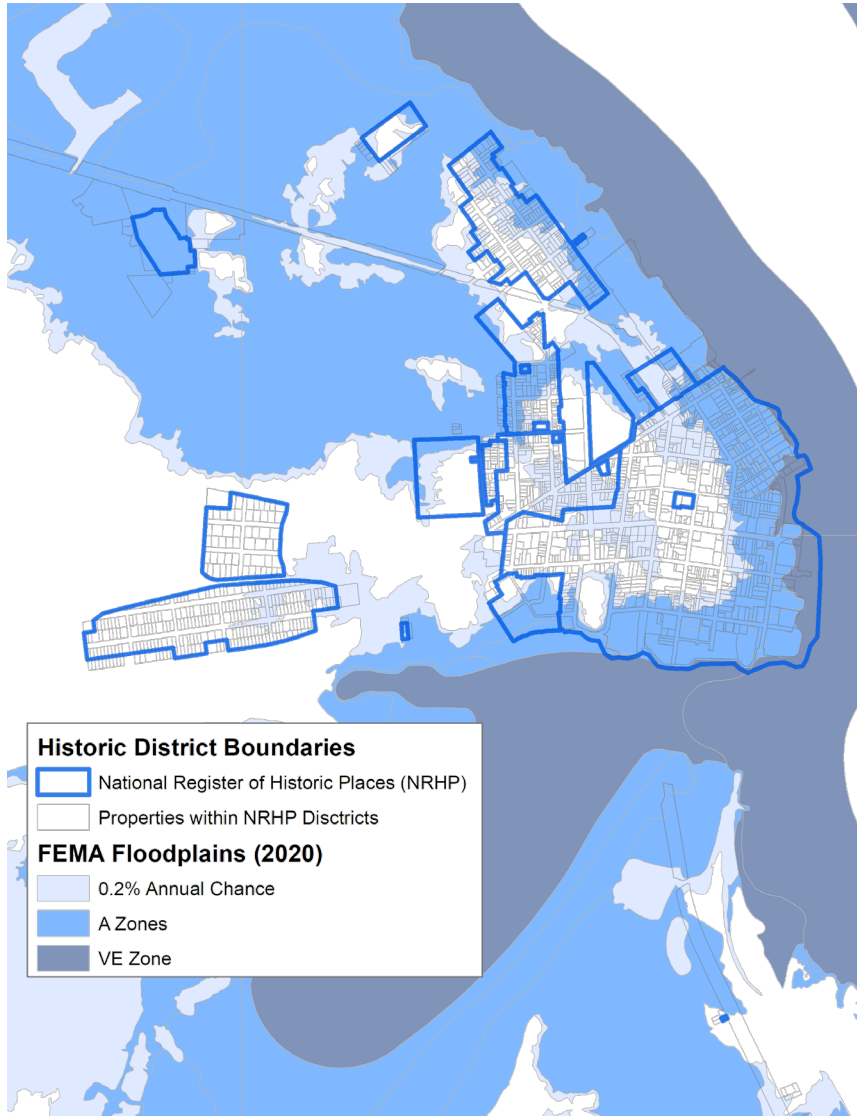 Historic District Boundaries
National Register of Historic Places (NRHP)
Properties within NRHP Disctricts
FEMA Floodplains (2020)
0.2% Annual Chance
A Zones
VE Zone